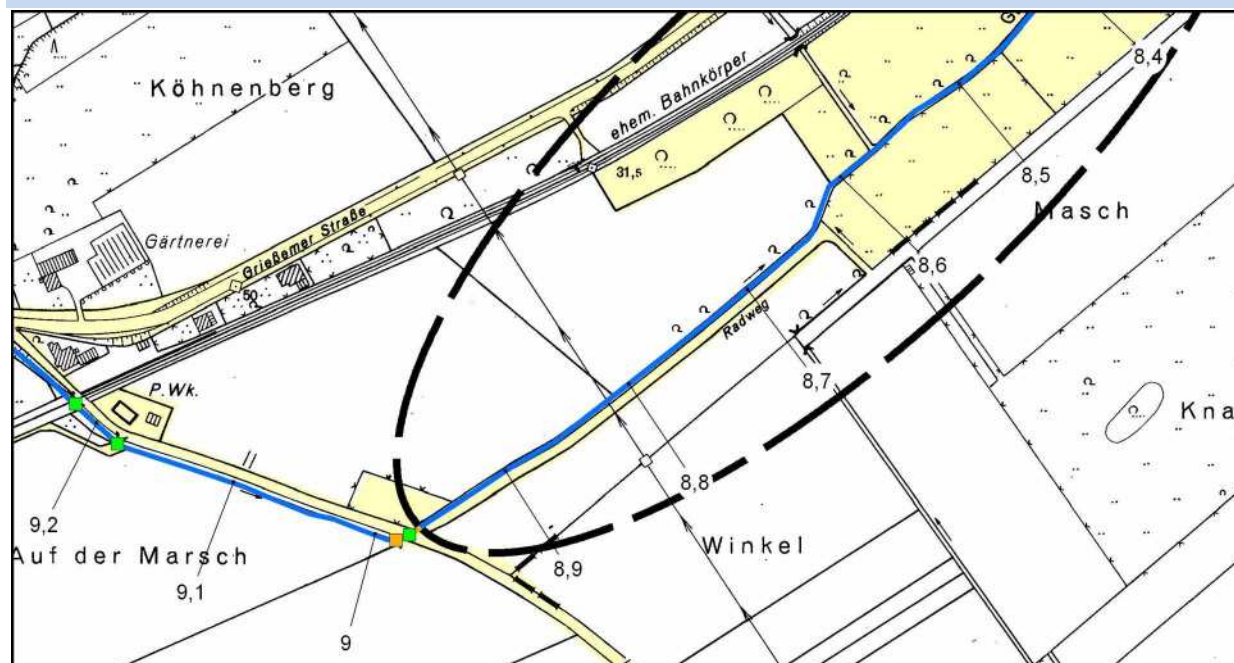 Köhnenberg
ehem. Bahnkörper
8,4
31,5
8,5
Masch
Gärtnerei
Grießemer Straße
50
8,6
Radweg
8,7
P.Wk.
Kna
8,8
9,2
Winkel
Auf der Marsch
8,9
9,1
9